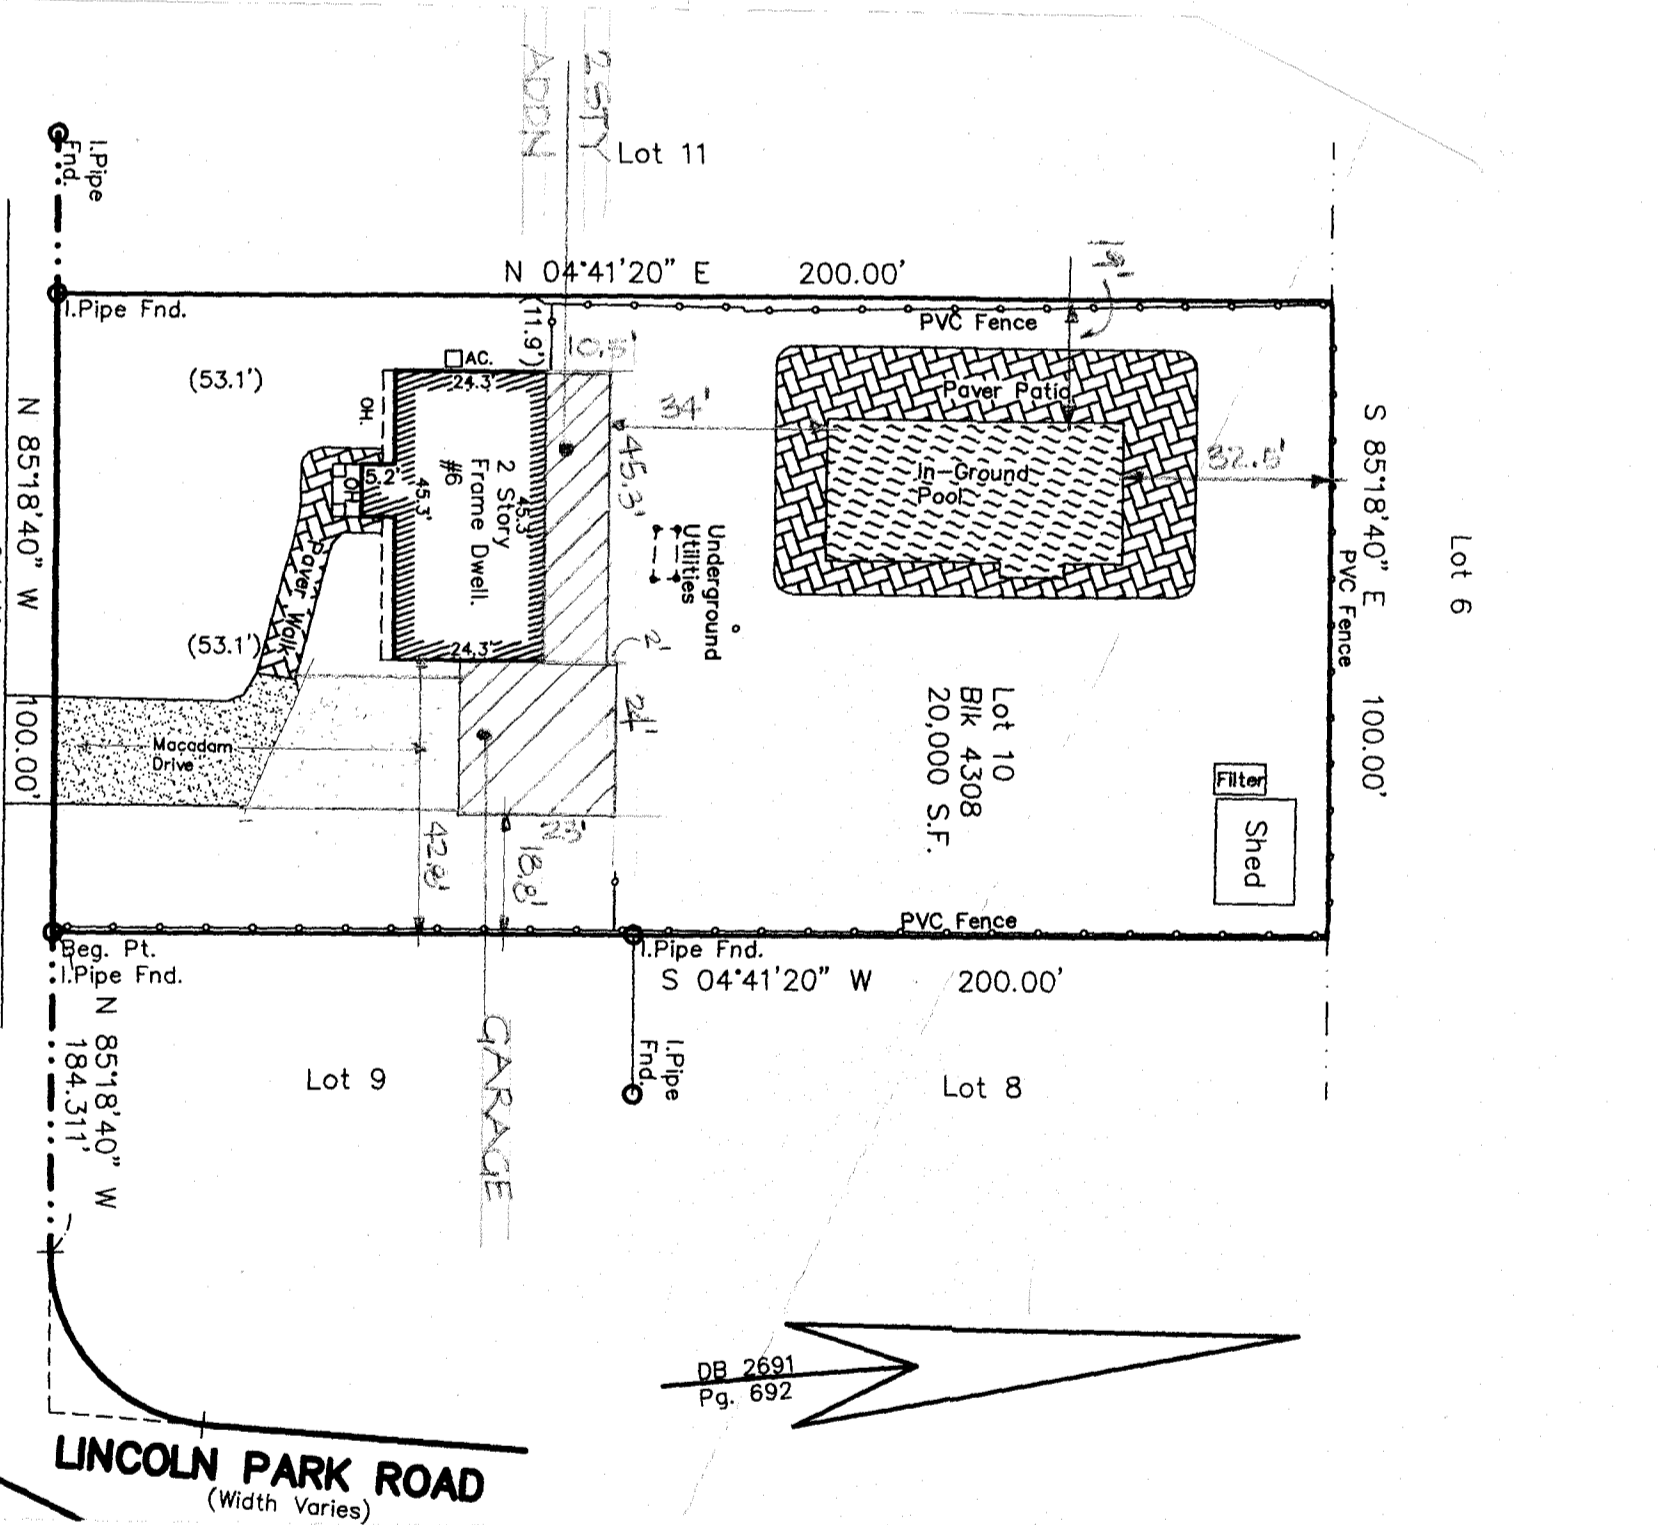 2 STY
ADDN
Lot 11
I.Pipe
Fnd.
N 04°41'20" E 200.00'
19'
I.Pipe Fnd.
PVC Fence
(11.9')
10.5'
AC.
(53.1')
24.3'
OH.
34'
Paver Patio
N 85°18'40" W
100.00'
5.2'
OH
45.3'
2 Story
Frame Dwell.
#6
45.3'
45.3'
In-Ground
Pool
32.5'
S 85°18'40" E
100.00'
Lot 6
Underground
Utilities
PVC Fence
Paver Walk
(53.1')
24.3'
2'
24'
Macadam
Drive
Lot 10
Blk 4308
20,000 S.F.
Filter
Shed
23'
42.8'
18.8'
PVC Fence
Beg. Pt.
I.Pipe Fnd.
I.Pipe Fnd.
S 04°41'20" W 200.00'
N 85°18'40" W
184.311'
GARAGE
I.Pipe
Fnd.
Lot 9
Lot 8
DB 2691
Pg. 692
LINCOLN PARK ROAD
(Width Varies)